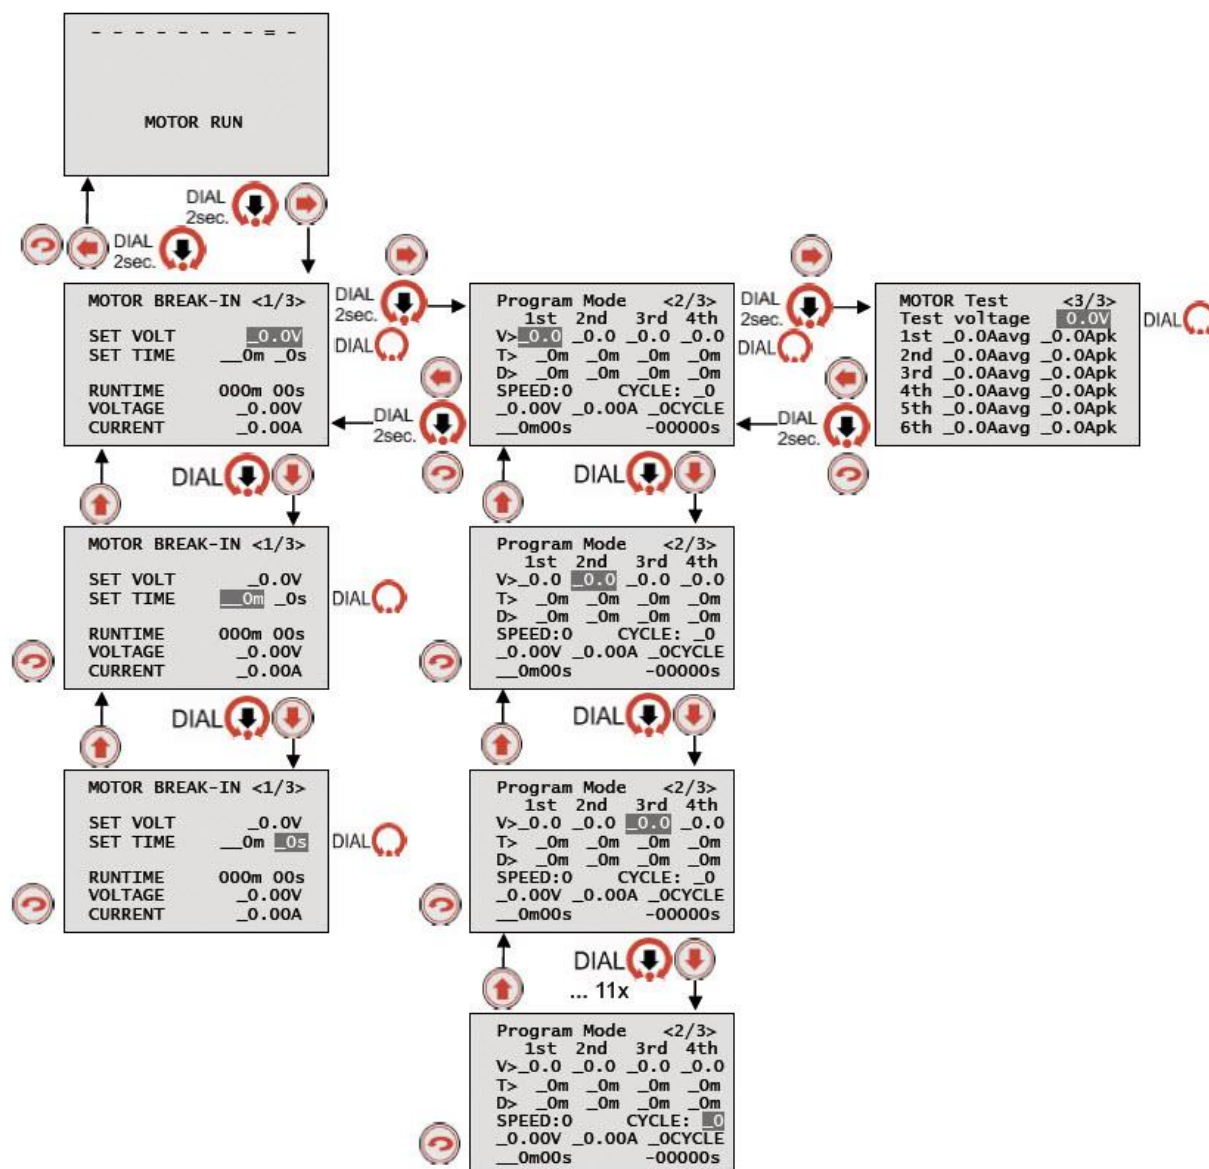 - - - - - - - - = -
MOTOR RUN
DIAL
2sec.
DIAL
2sec.
MOTOR BREAK-IN <1/3>
SET VOLT _0.0V
SET TIME __0m _0s
RUNTIME 000m 00s
VOLTAGE _0.00V
CURRENT _0.00A
DIAL
2sec.
DIAL
DIAL
2sec.
Program Mode <2/3>
1st 2nd 3rd 4th
V>_0.0 _0.0 _0.0 _0.0
T> _0m _0m _0m _0m
D> _0m _0m _0m _0m
SPEED:0 CYCLE: _0
_0.00V _0.00A _0CYCLE
__0m00s -00000s
DIAL
2sec.
DIAL
DIAL
2sec.
MOTOR Test <3/3>
Test voltage 0.0V
1st _0.0Aavg _0.0Apk
2nd _0.0Aavg _0.0Apk
3rd _0.0Aavg _0.0Apk
4th _0.0Aavg _0.0Apk
5th _0.0Aavg _0.0Apk
6th _0.0Aavg _0.0Apk
DIAL
DIAL
DIAL
MOTOR BREAK-IN <1/3>
SET VOLT _0.0V
SET TIME __0m _0s
RUNTIME 000m 00s
VOLTAGE _0.00V
CURRENT _0.00A
DIAL
Program Mode <2/3>
1st 2nd 3rd 4th
V>_0.0 _0.0 _0.0 _0.0
T> _0m _0m _0m _0m
D> _0m _0m _0m _0m
SPEED:0 CYCLE: _0
_0.00V _0.00A _0CYCLE
__0m00s -00000s
DIAL
DIAL
MOTOR BREAK-IN <1/3>
SET VOLT _0.0V
SET TIME __0m _0s
RUNTIME 000m 00s
VOLTAGE _0.00V
CURRENT _0.00A
DIAL
Program Mode <2/3>
1st 2nd 3rd 4th
V>_0.0 _0.0 _0.0 _0.0
T> _0m _0m _0m _0m
D> _0m _0m _0m _0m
SPEED:0 CYCLE: _0
_0.00V _0.00A _0CYCLE
__0m00s -00000s
DIAL
... 11x
Program Mode <2/3>
1st 2nd 3rd 4th
V>_0.0 _0.0 _0.0 _0.0
T> _0m _0m _0m _0m
D> _0m _0m _0m _0m
SPEED:0 CYCLE: _0
_0.00V _0.00A _0CYCLE
__0m00s -00000s